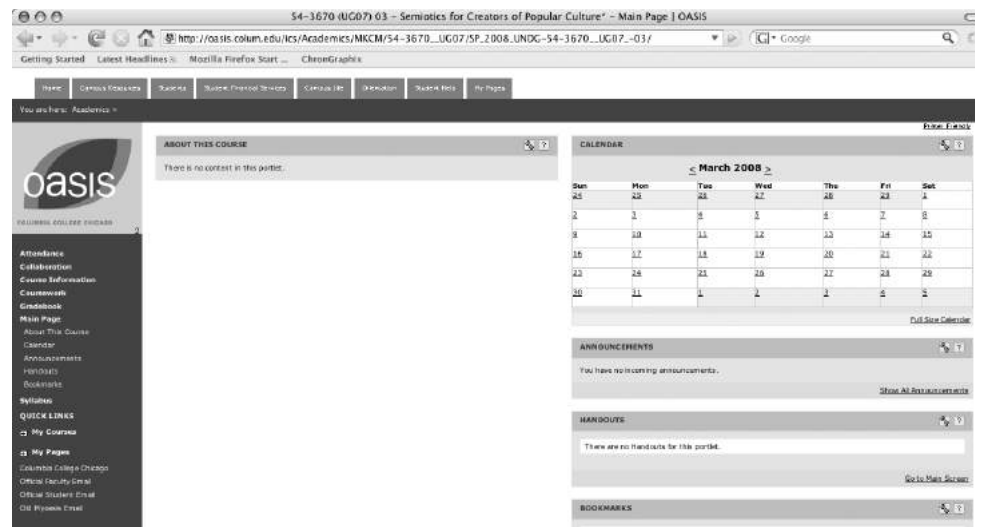 54-3670 (UG07) 03 - Semiotics for Creators of Popular Culture* - Main Page | OASIS
http://oasis.colum.edu/ics/Academics/MKCM/54-3670__UG07/SP_2008_UNDG-54-3670__UG07_-03/
Google
Getting Started Latest Headlines Mozilla Firefox Start ... ChronGraphix
Home Campus Resources Students Student Financial Services Campus Life Orientation Student Help My Pages
You are here: Academics >
Printer Friendly
oasis
COLUMBIA COLLEGE CHICAGO
Attendance
Collaboration
Course Information
Coursework
Gradebook
Main Page
About This Course
Calendar
Announcements
Handouts
Bookmarks
Syllabus
QUICK LINKS
My Courses
My Pages
Columbia College Chicago
Official Faculty Email
Official Student Email
ABOUT THIS COURSE
There is no content in this portlet.
CALENDAR
< March 2008 >
Sun Mon Tue Wed Thu Fri Sat
24 25 26 27 28 29 1
2 3 4 5 6 7 8
9 10 11 12 13 14 15
16 17 18 19 20 21 22
23 24 25 26 27 28 29
30 31 1 2 3 4 5
Full Size Calendar
ANNOUNCEMENTS
You have no incoming announcements.
Show All Announcements
HANDOUTS
There are no Handouts for this portlet.
Go to Main Screen
BOOKMARKS